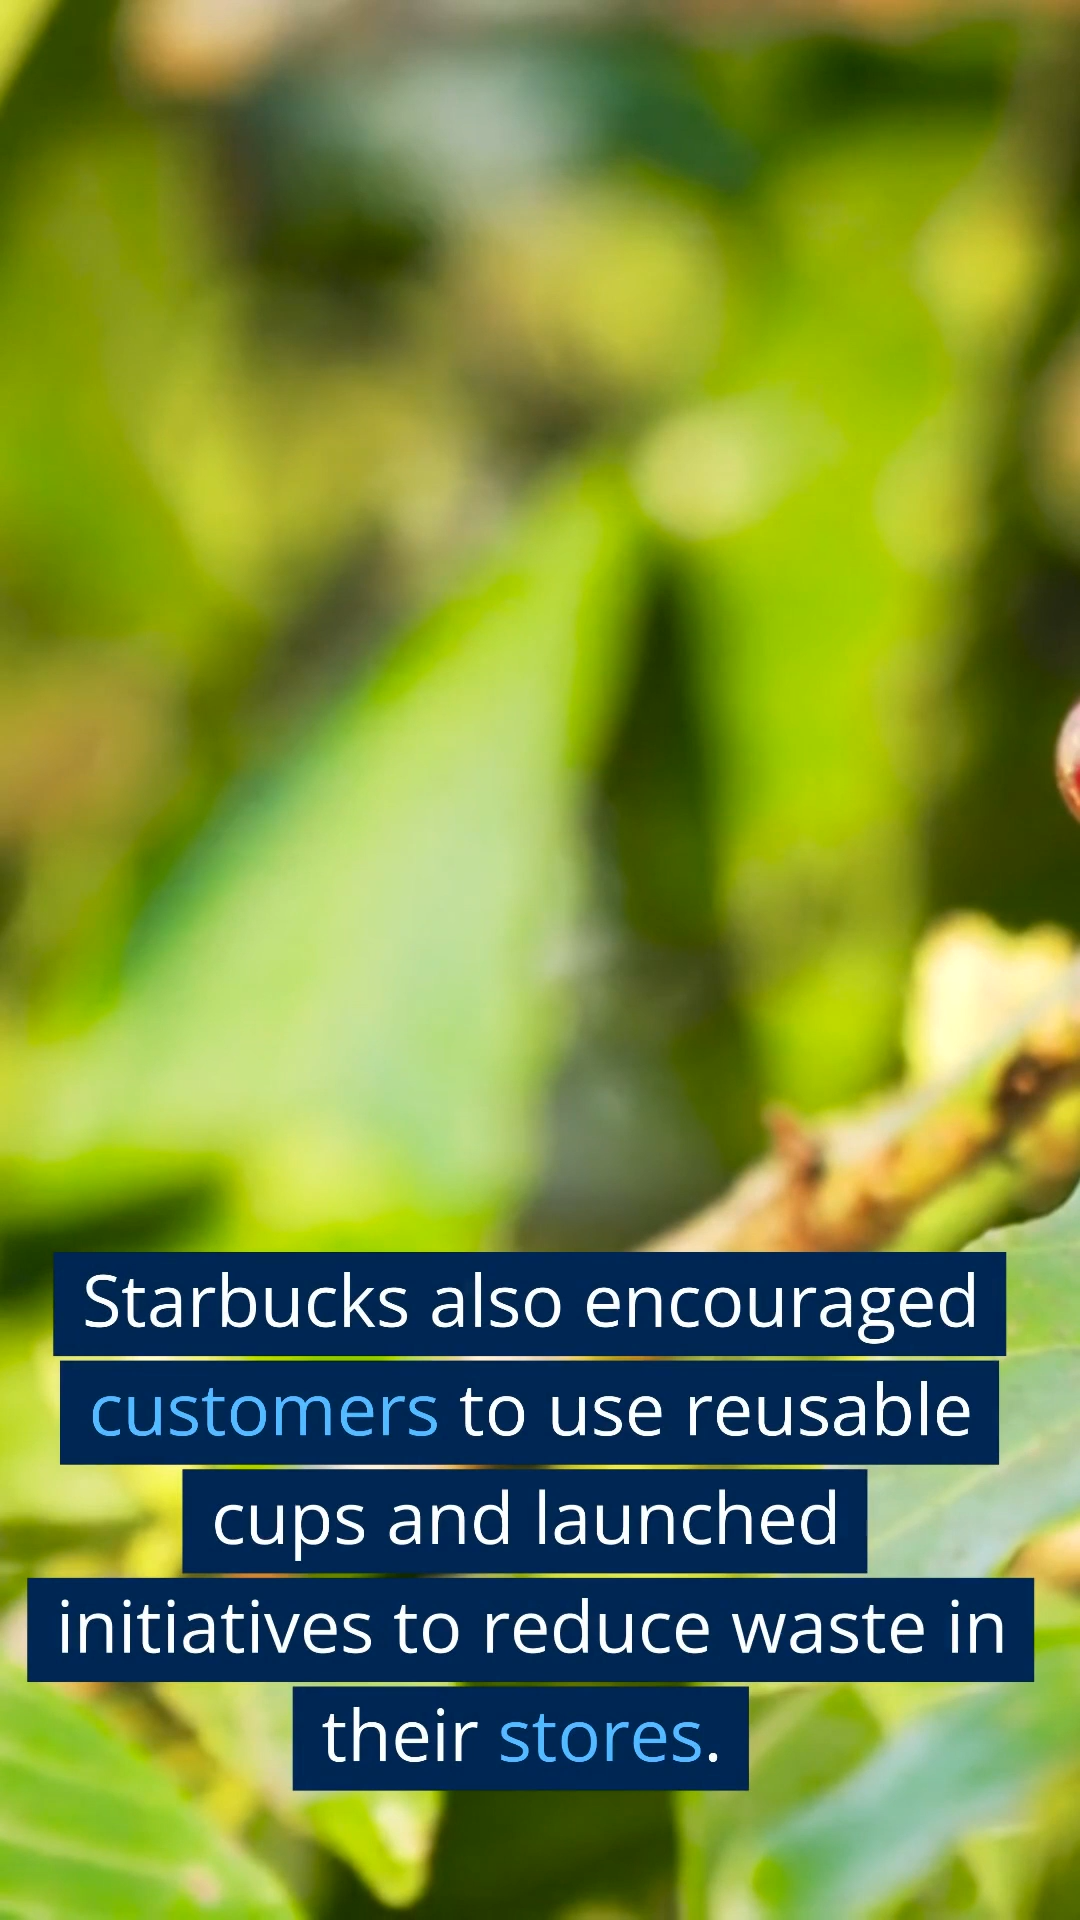 Starbucks also encouraged
customers to use reusable
cups and launched
initiatives to reduce waste in
their stores.